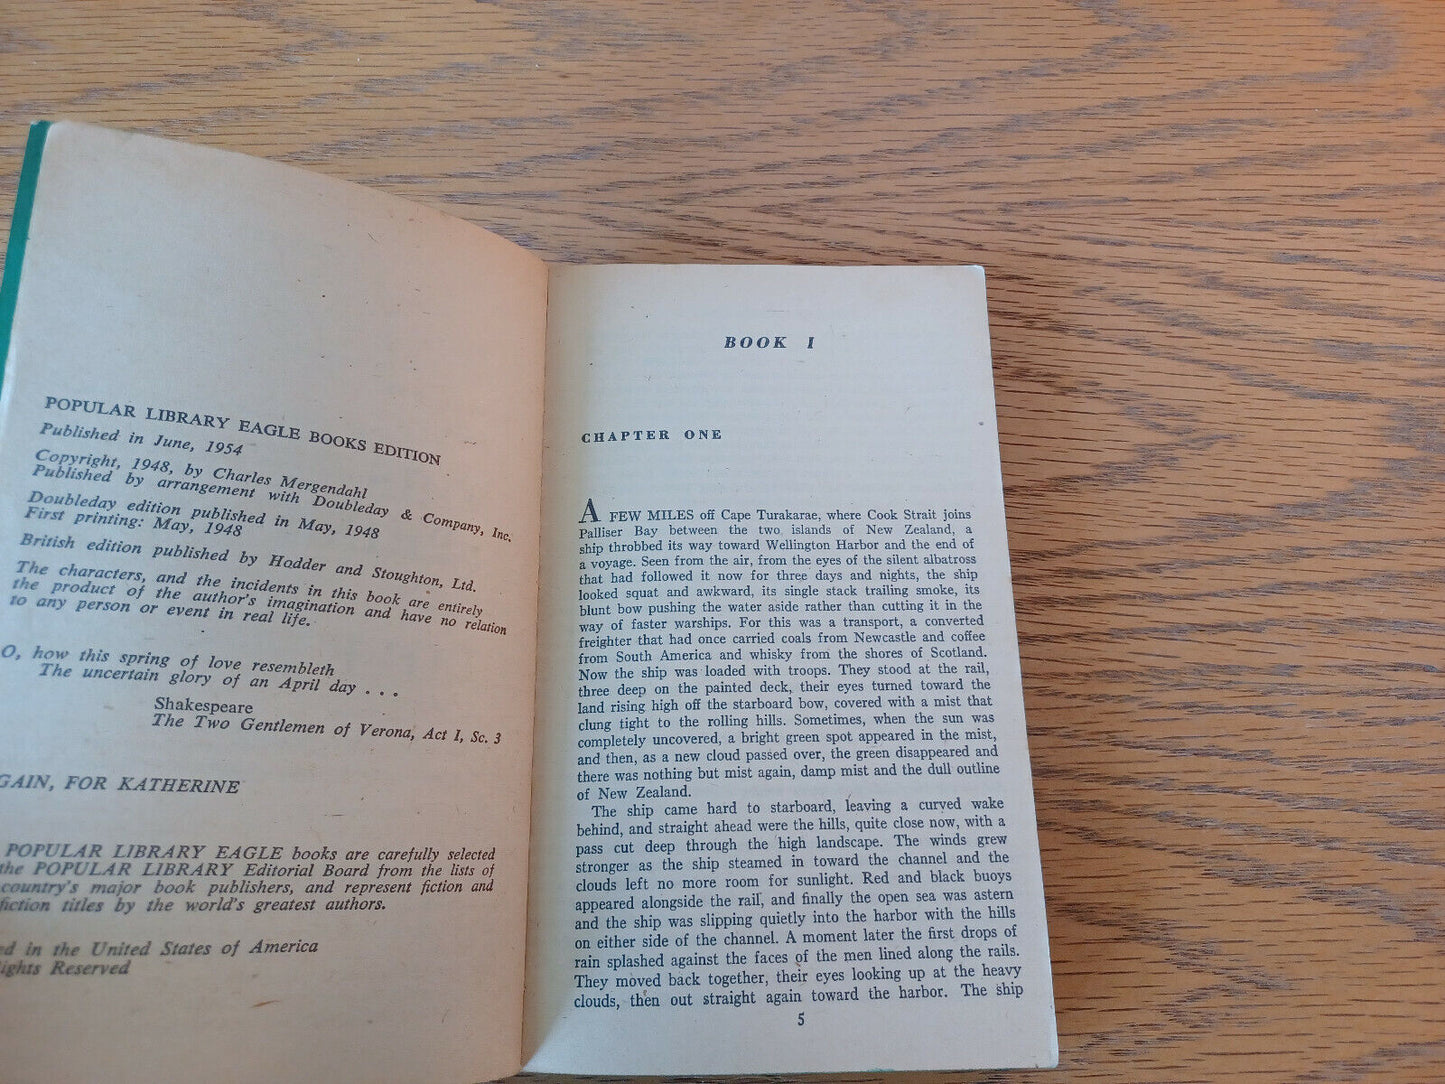 POPULAR LIBRARY EAGLE BOOKS EDITION
Published in June, 1954
Copyright, 1948, by Charles Mergendahl
Published by arrangement with Doubleday & Company, Inc.
Doubleday edition published in May, 1948
First printing: May, 1948
British edition published by Hodder and Stoughton, Ltd.
The characters, and the incidents in this book are entirely
the product of the author's imagination and have no relation
to any person or event in real life.
O, how this spring of love resembleth
The uncertain glory of an April day . . .
Shakespeare
The Two Gentlemen of Verona, Act I, Sc. 3
GAIN, FOR KATHERINE
POPULAR LIBRARY EAGLE books are carefully selected
the POPULAR LIBRARY Editorial Board from the lists of
country's major book publishers, and represent fiction and
fiction titles by the world's greatest authors.
ed in the United States of America
ights Reserved
BOOK I
CHAPTER ONE
A FEW MILES off Cape Turakarae, where Cook Strait joins
Palliser Bay between the two islands of New Zealand, a
ship throbbed its way toward Wellington Harbor and the end of
a voyage. Seen from the air, from the eyes of the silent albatross
that had followed it now for three days and nights, the ship
looked squat and awkward, its single stack trailing smoke, its
blunt bow pushing the water aside rather than cutting it in the
way of faster warships. For this was a transport, a converted
freighter that had once carried coals from Newcastle and coffee
from South America and whisky from the shores of Scotland.
Now the ship was loaded with troops. They stood at the rail,
three deep on the painted deck, their eyes turned toward the
land rising high off the starboard bow, covered with a mist that
clung tight to the rolling hills. Sometimes, when the sun was
completely uncovered, a bright green spot appeared in the mist,
and then, as a new cloud passed over, the green disappeared and
there was nothing but mist again, damp mist and the dull outline
of New Zealand.
The ship came hard to starboard, leaving a curved wake
behind, and straight ahead were the hills, quite close now, with a
pass cut deep through the high landscape. The winds grew
stronger as the ship steamed in toward the channel and the
clouds left no more room for sunlight. Red and black buoys
appeared alongside the rail, and finally the open sea was astern
and the ship was slipping quietly into the harbor with the hills
on either side of the channel. A moment later the first drops of
rain splashed against the faces of the men lined along the rails.
They moved back together, their eyes looking up at the heavy
clouds, then out straight again toward the harbor. The ship
5